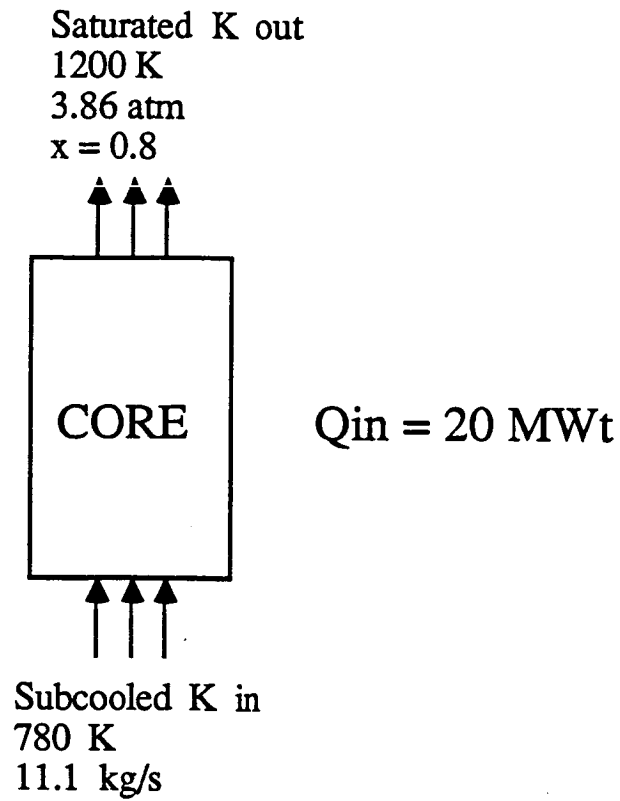 Saturated K out
1200 K
3.86 atm
x = 0.8
CORE
Qin = 20 MWt
Subcooled K in
780 K
11.1 kg/s